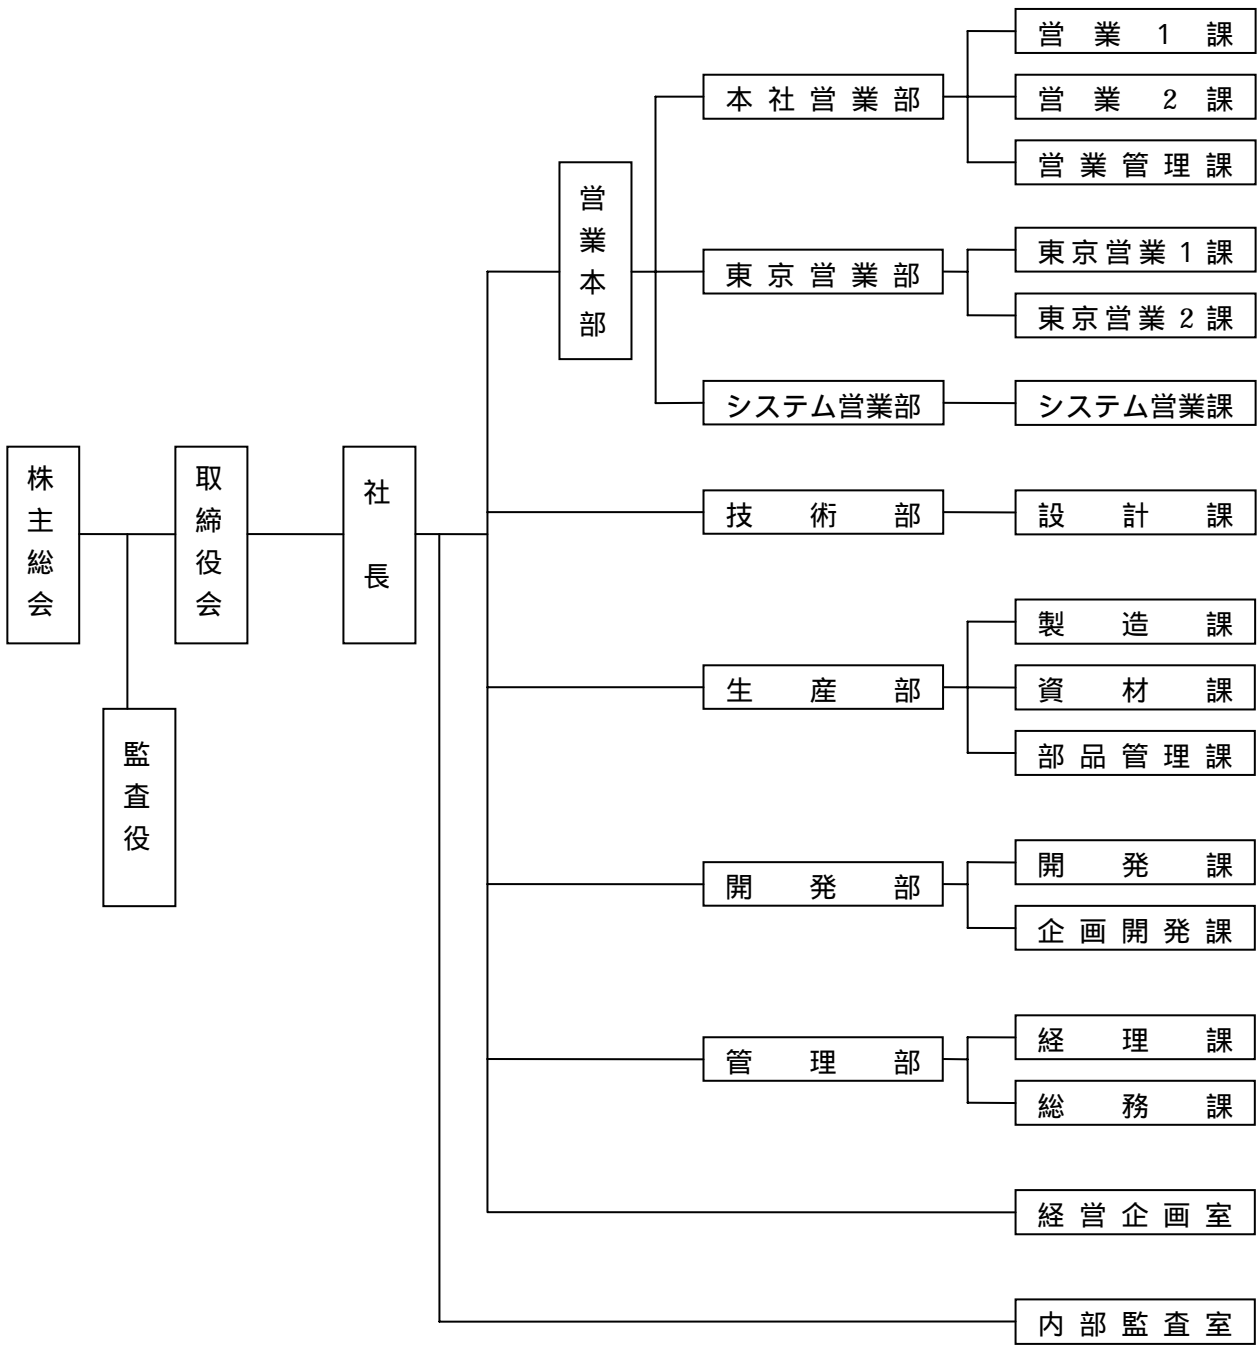 株主総会
監査役
取締役会
社長
営業本部
本社営業部
営業1課
営業2課
営業管理課
東京営業部
東京営業1課
東京営業2課
システム営業部
システム営業課
技術部
設計課
生産部
製造課
資材課
部品管理課
開発部
開発課
企画開発課
管理部
経理課
総務課
経営企画室
内部監査室